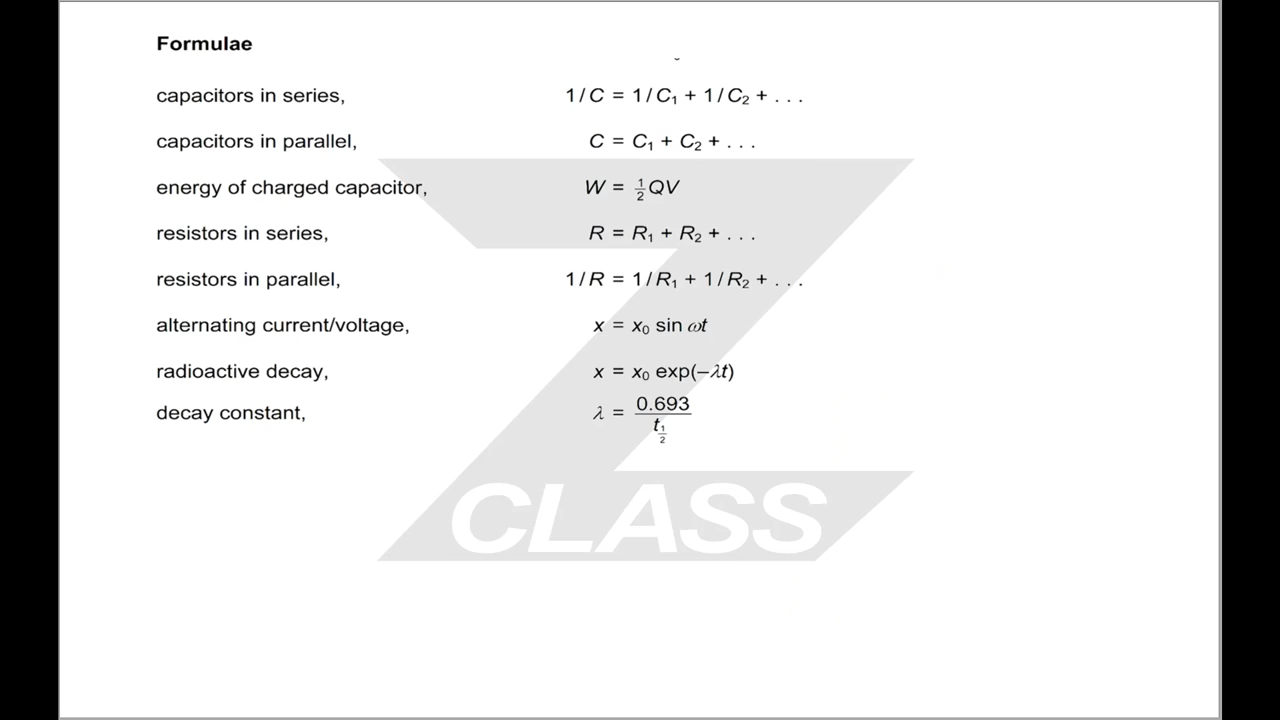 Formulae
capacitors in series, 1/C = 1/C₁ + 1/C₂ + . . .
capacitors in parallel, C = C₁ + C₂ + . . .
energy of charged capacitor, W = ½QV
resistors in series, R = R₁ + R₂ + . . .
resistors in parallel, 1/R = 1/R₁ + 1/R₂ + . . .
alternating current/voltage, x = x₀ sin ωt
radioactive decay, x = x₀ exp(–λt)
decay constant, λ = 0.693 / t½
Z
CLASS